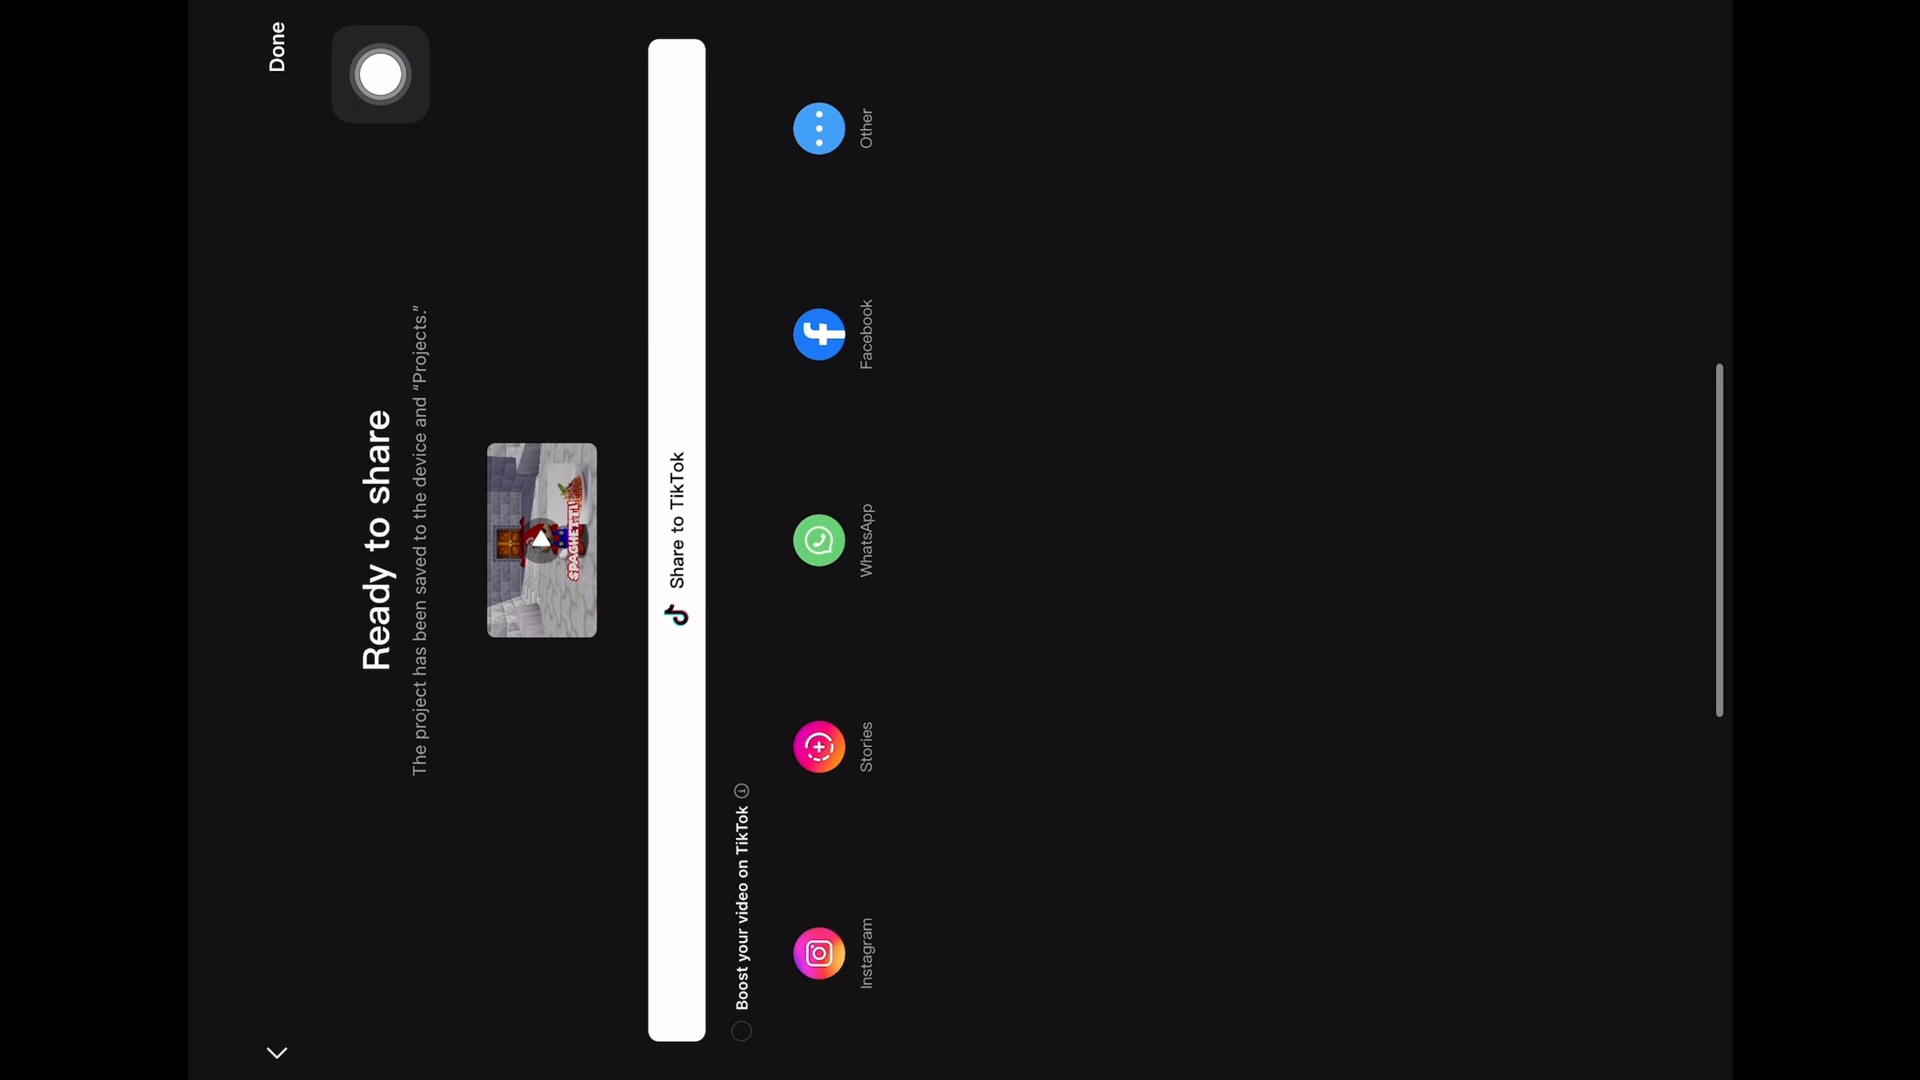 Done
Ready to share
The project has been saved to the device and “Projects.”
SPAGHETTI!
Share to TikTok
Boost your video on TikTok
Instagram
Stories
WhatsApp
Facebook
Other